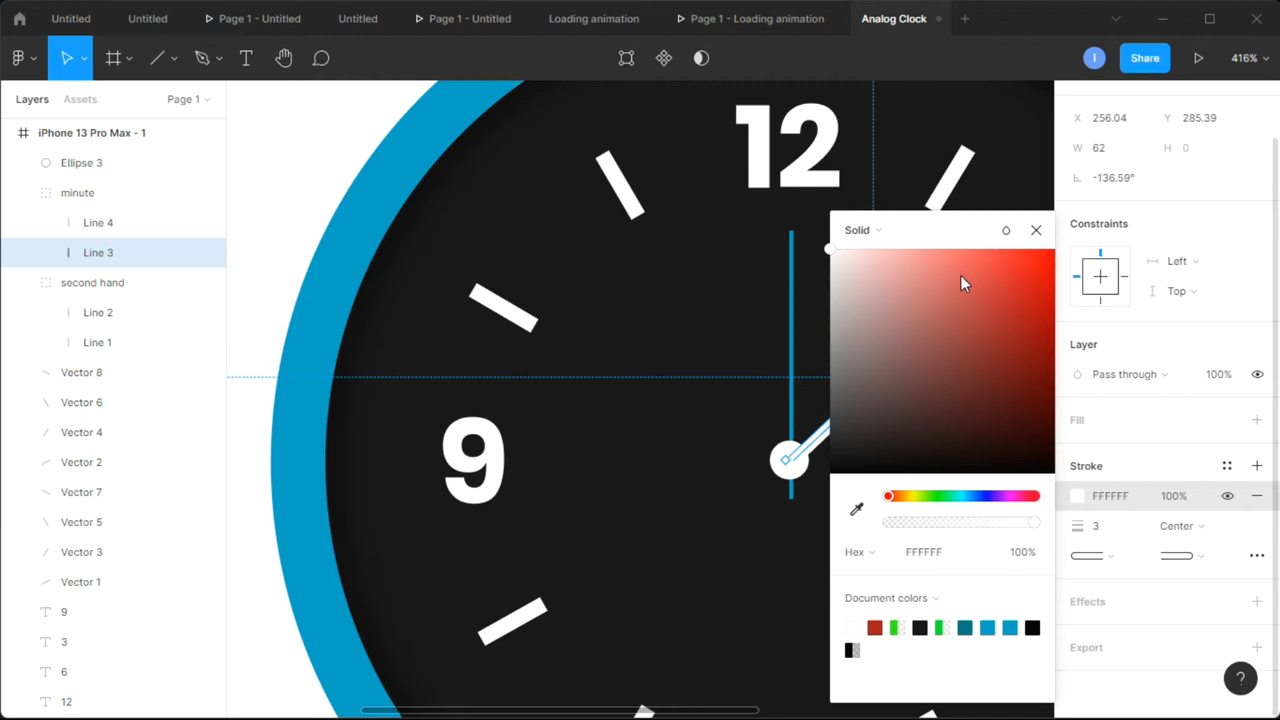 Untitled
Untitled
Page 1 - Untitled
Untitled
Page 1 - Untitled
Loading animation
Page 1 - Loading animation
Analog Clock
T
I
Share
416%
Layers
Assets
Page 1
iPhone 13 Pro Max - 1
Ellipse 3
minute
Line 4
Line 3
second hand
Line 2
Line 1
Vector 8
Vector 6
Vector 4
Vector 2
Vector 7
Vector 5
Vector 3
Vector 1
T 9
T 3
T 6
T 12
12
9
Solid
Hex FFFFFF 100%
Document colors
X 256.04 Y 285.39
W 62 H 0
-136.59°
Constraints
Left
Top
Layer
Pass through 100%
Fill
Stroke
FFFFFF 100%
3 Center
Effects
Export
?